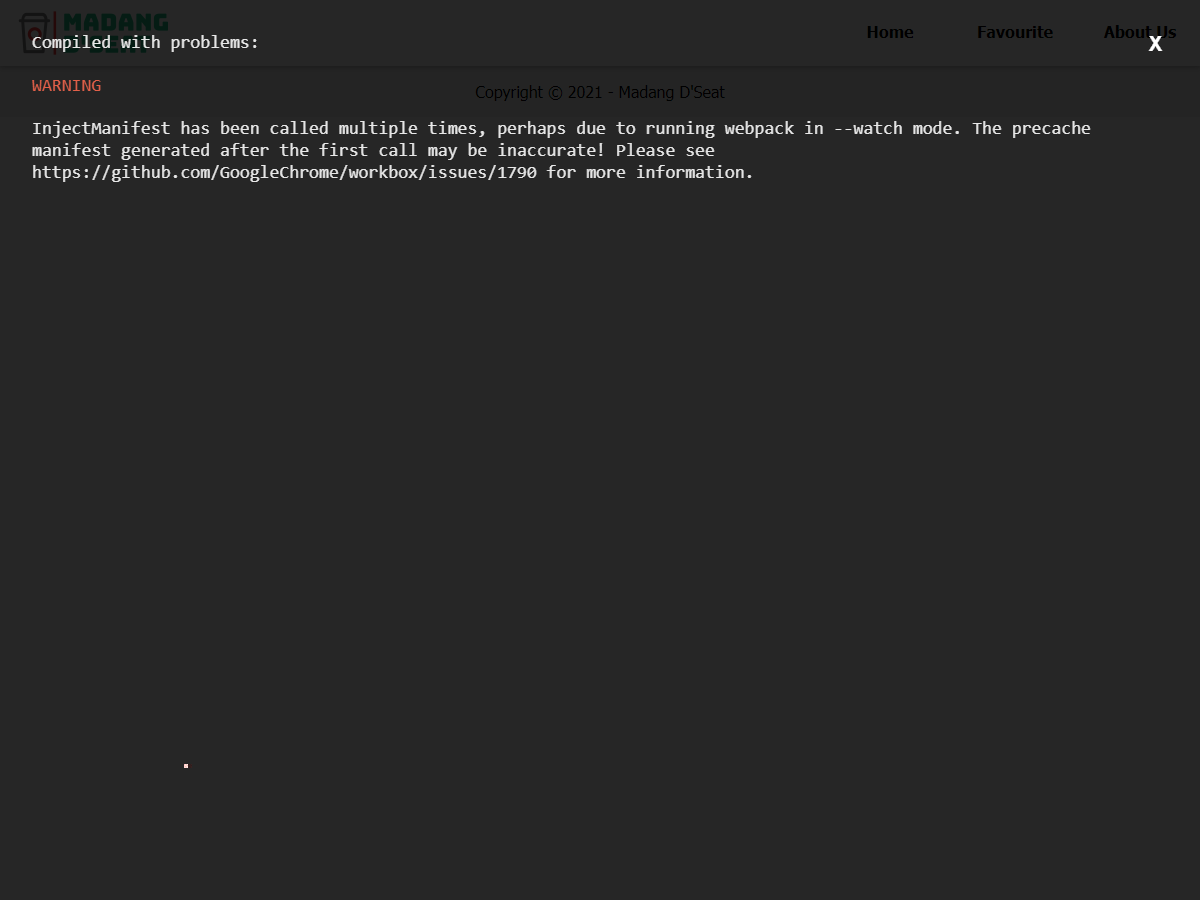 MADANG
D'SEAT
Home Favourite About Us
Compiled with problems:
X
WARNING
Copyright © 2021 - Madang D'Seat
InjectManifest has been called multiple times, perhaps due to running webpack in --watch mode. The precache
manifest generated after the first call may be inaccurate! Please see
https://github.com/GoogleChrome/workbox/issues/1790 for more information.